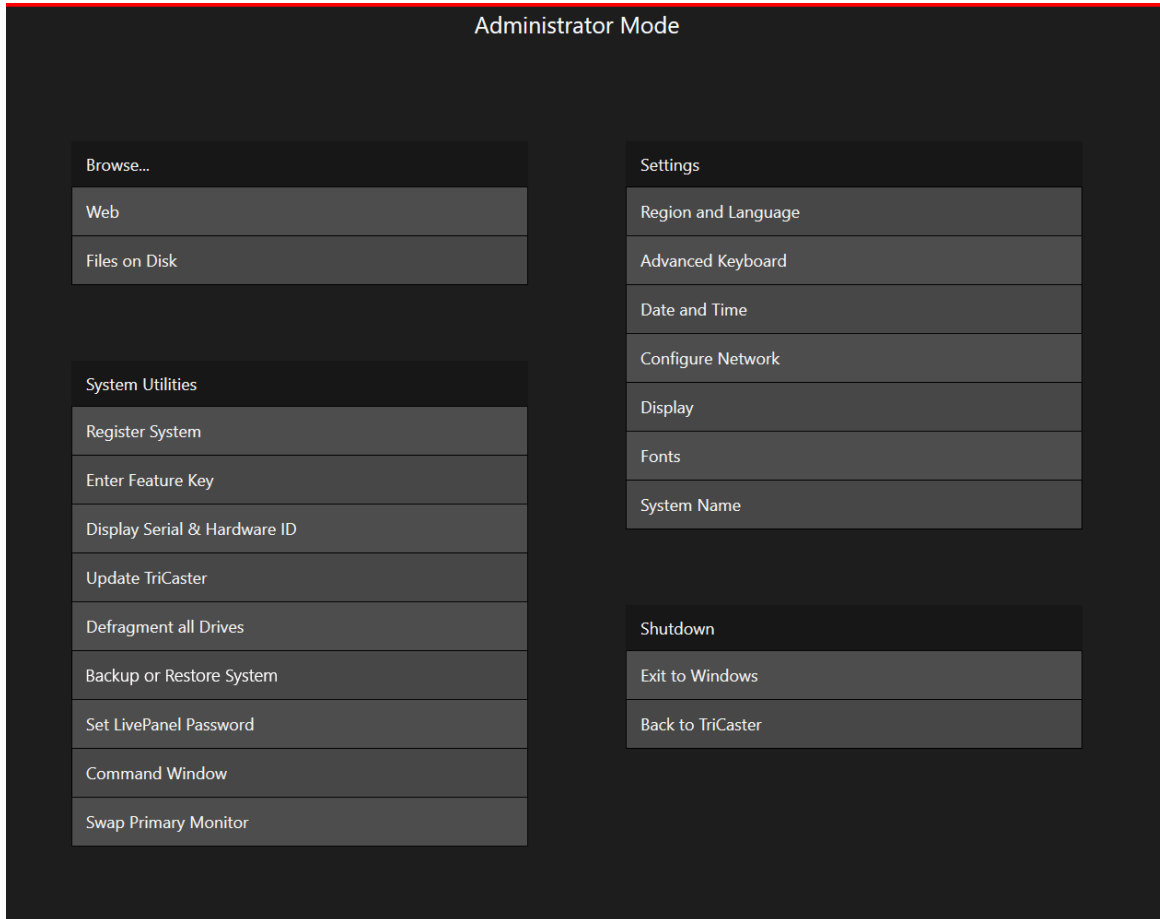 Administrator Mode
Browse...
Web
Files on Disk
System Utilities
Register System
Enter Feature Key
Display Serial & Hardware ID
Update TriCaster
Defragment all Drives
Backup or Restore System
Set LivePanel Password
Command Window
Swap Primary Monitor
Settings
Region and Language
Advanced Keyboard
Date and Time
Configure Network
Display
Fonts
System Name
Shutdown
Exit to Windows
Back to TriCaster